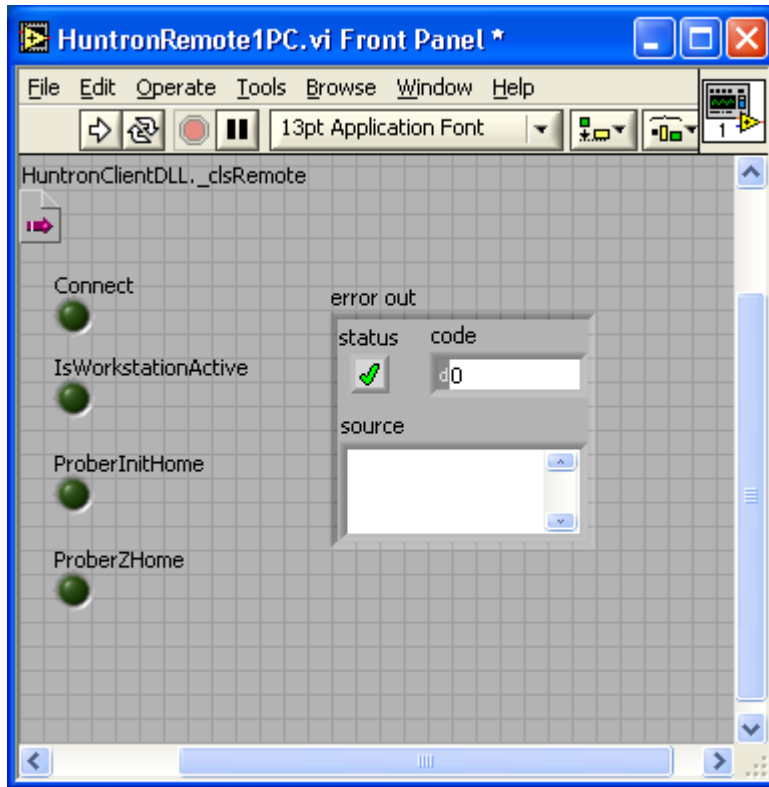 HuntronRemote1PC.vi Front Panel *
File Edit Operate Tools Browse Window Help
13pt Application Font
1
HuntronClientDLL._clsRemote
Connect
error out
status code
IsWorkstationActive
d0
source
ProberInitHome
ProberZHome